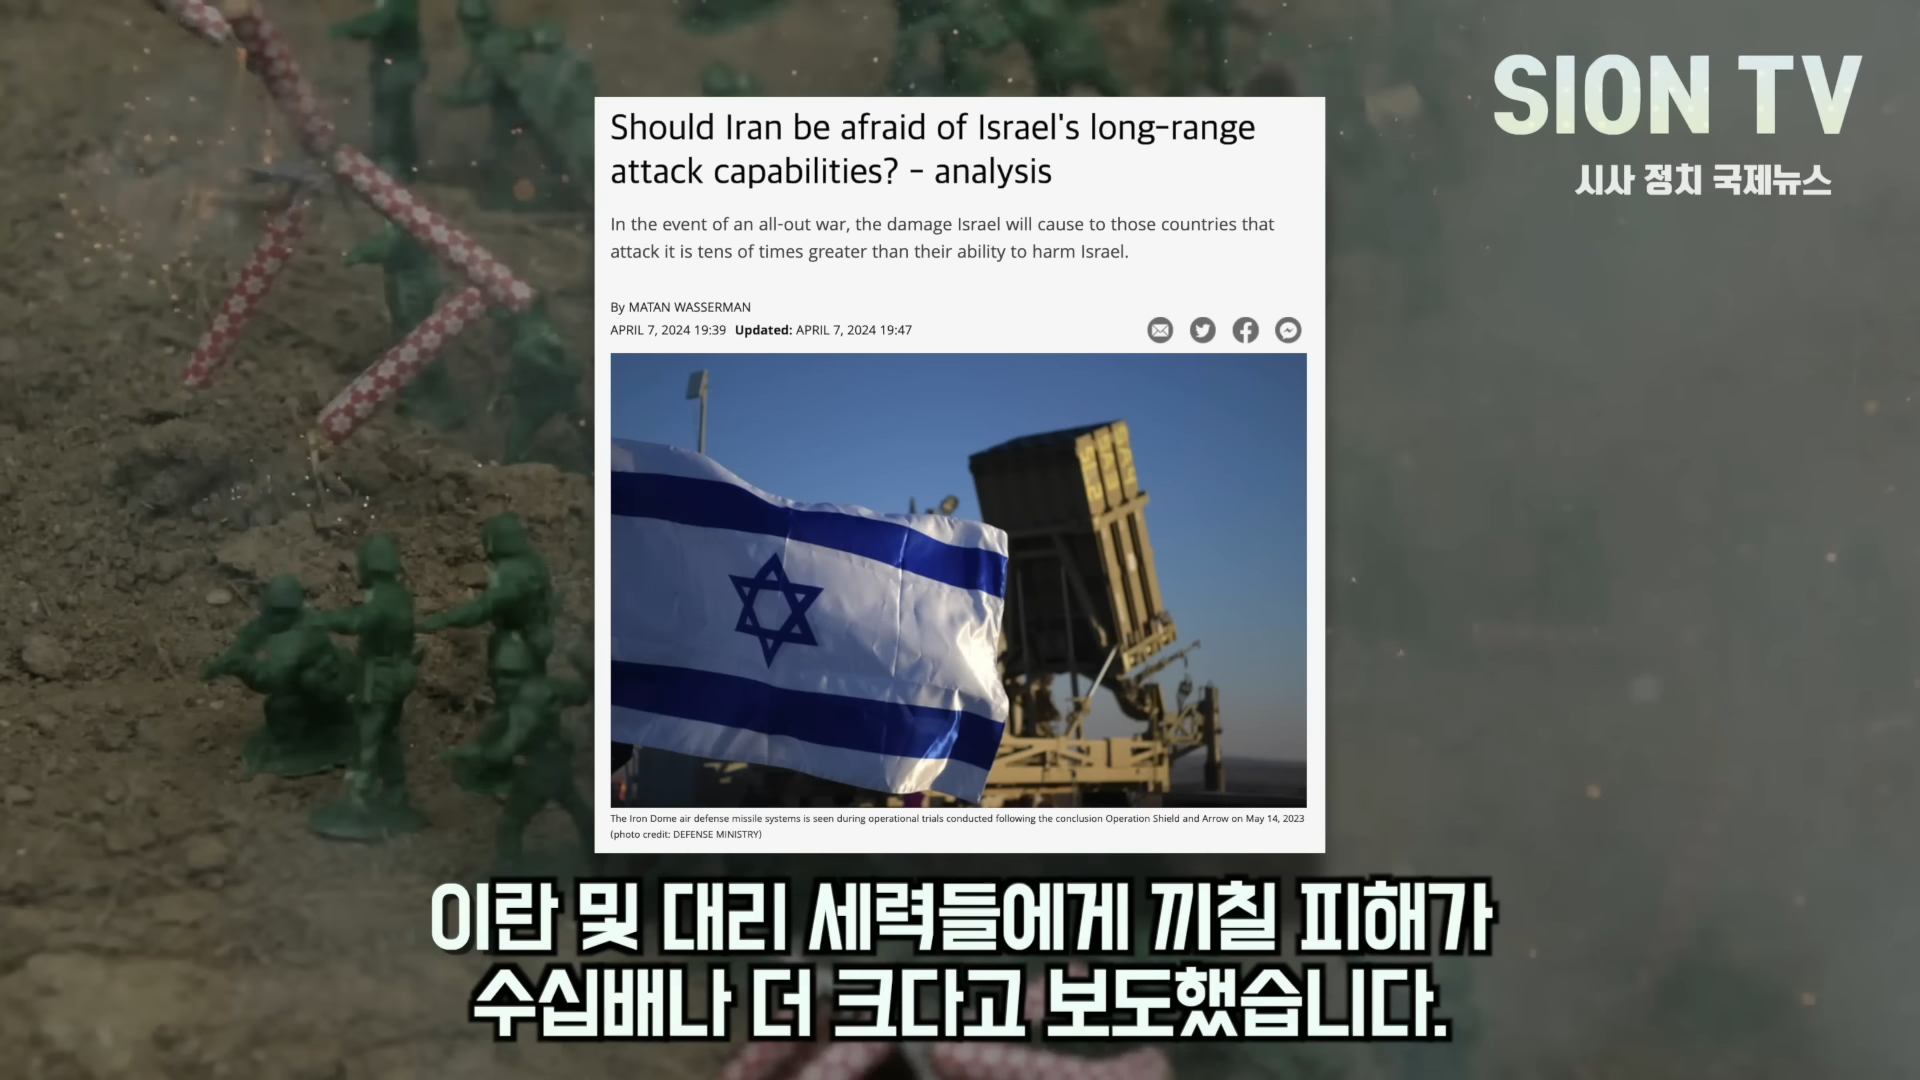 SION TV
시사 정치 국제뉴스
Should Iran be afraid of Israel's long-range
attack capabilities? - analysis
In the event of an all-out war, the damage Israel will cause to those countries that
attack it is tens of times greater than their ability to harm Israel.
By MATAN WASSERMAN
APRIL 7, 2024 19:39 Updated: APRIL 7, 2024 19:47
The Iron Dome air defense missile systems is seen during operational trials conducted following the conclusion Operation Shield and Arrow on May 14, 2023
(photo credit: DEFENSE MINISTRY)
이란 및 대리 세력들에게 끼칠 피해가
수십배나 더 크다고 보도했습니다.